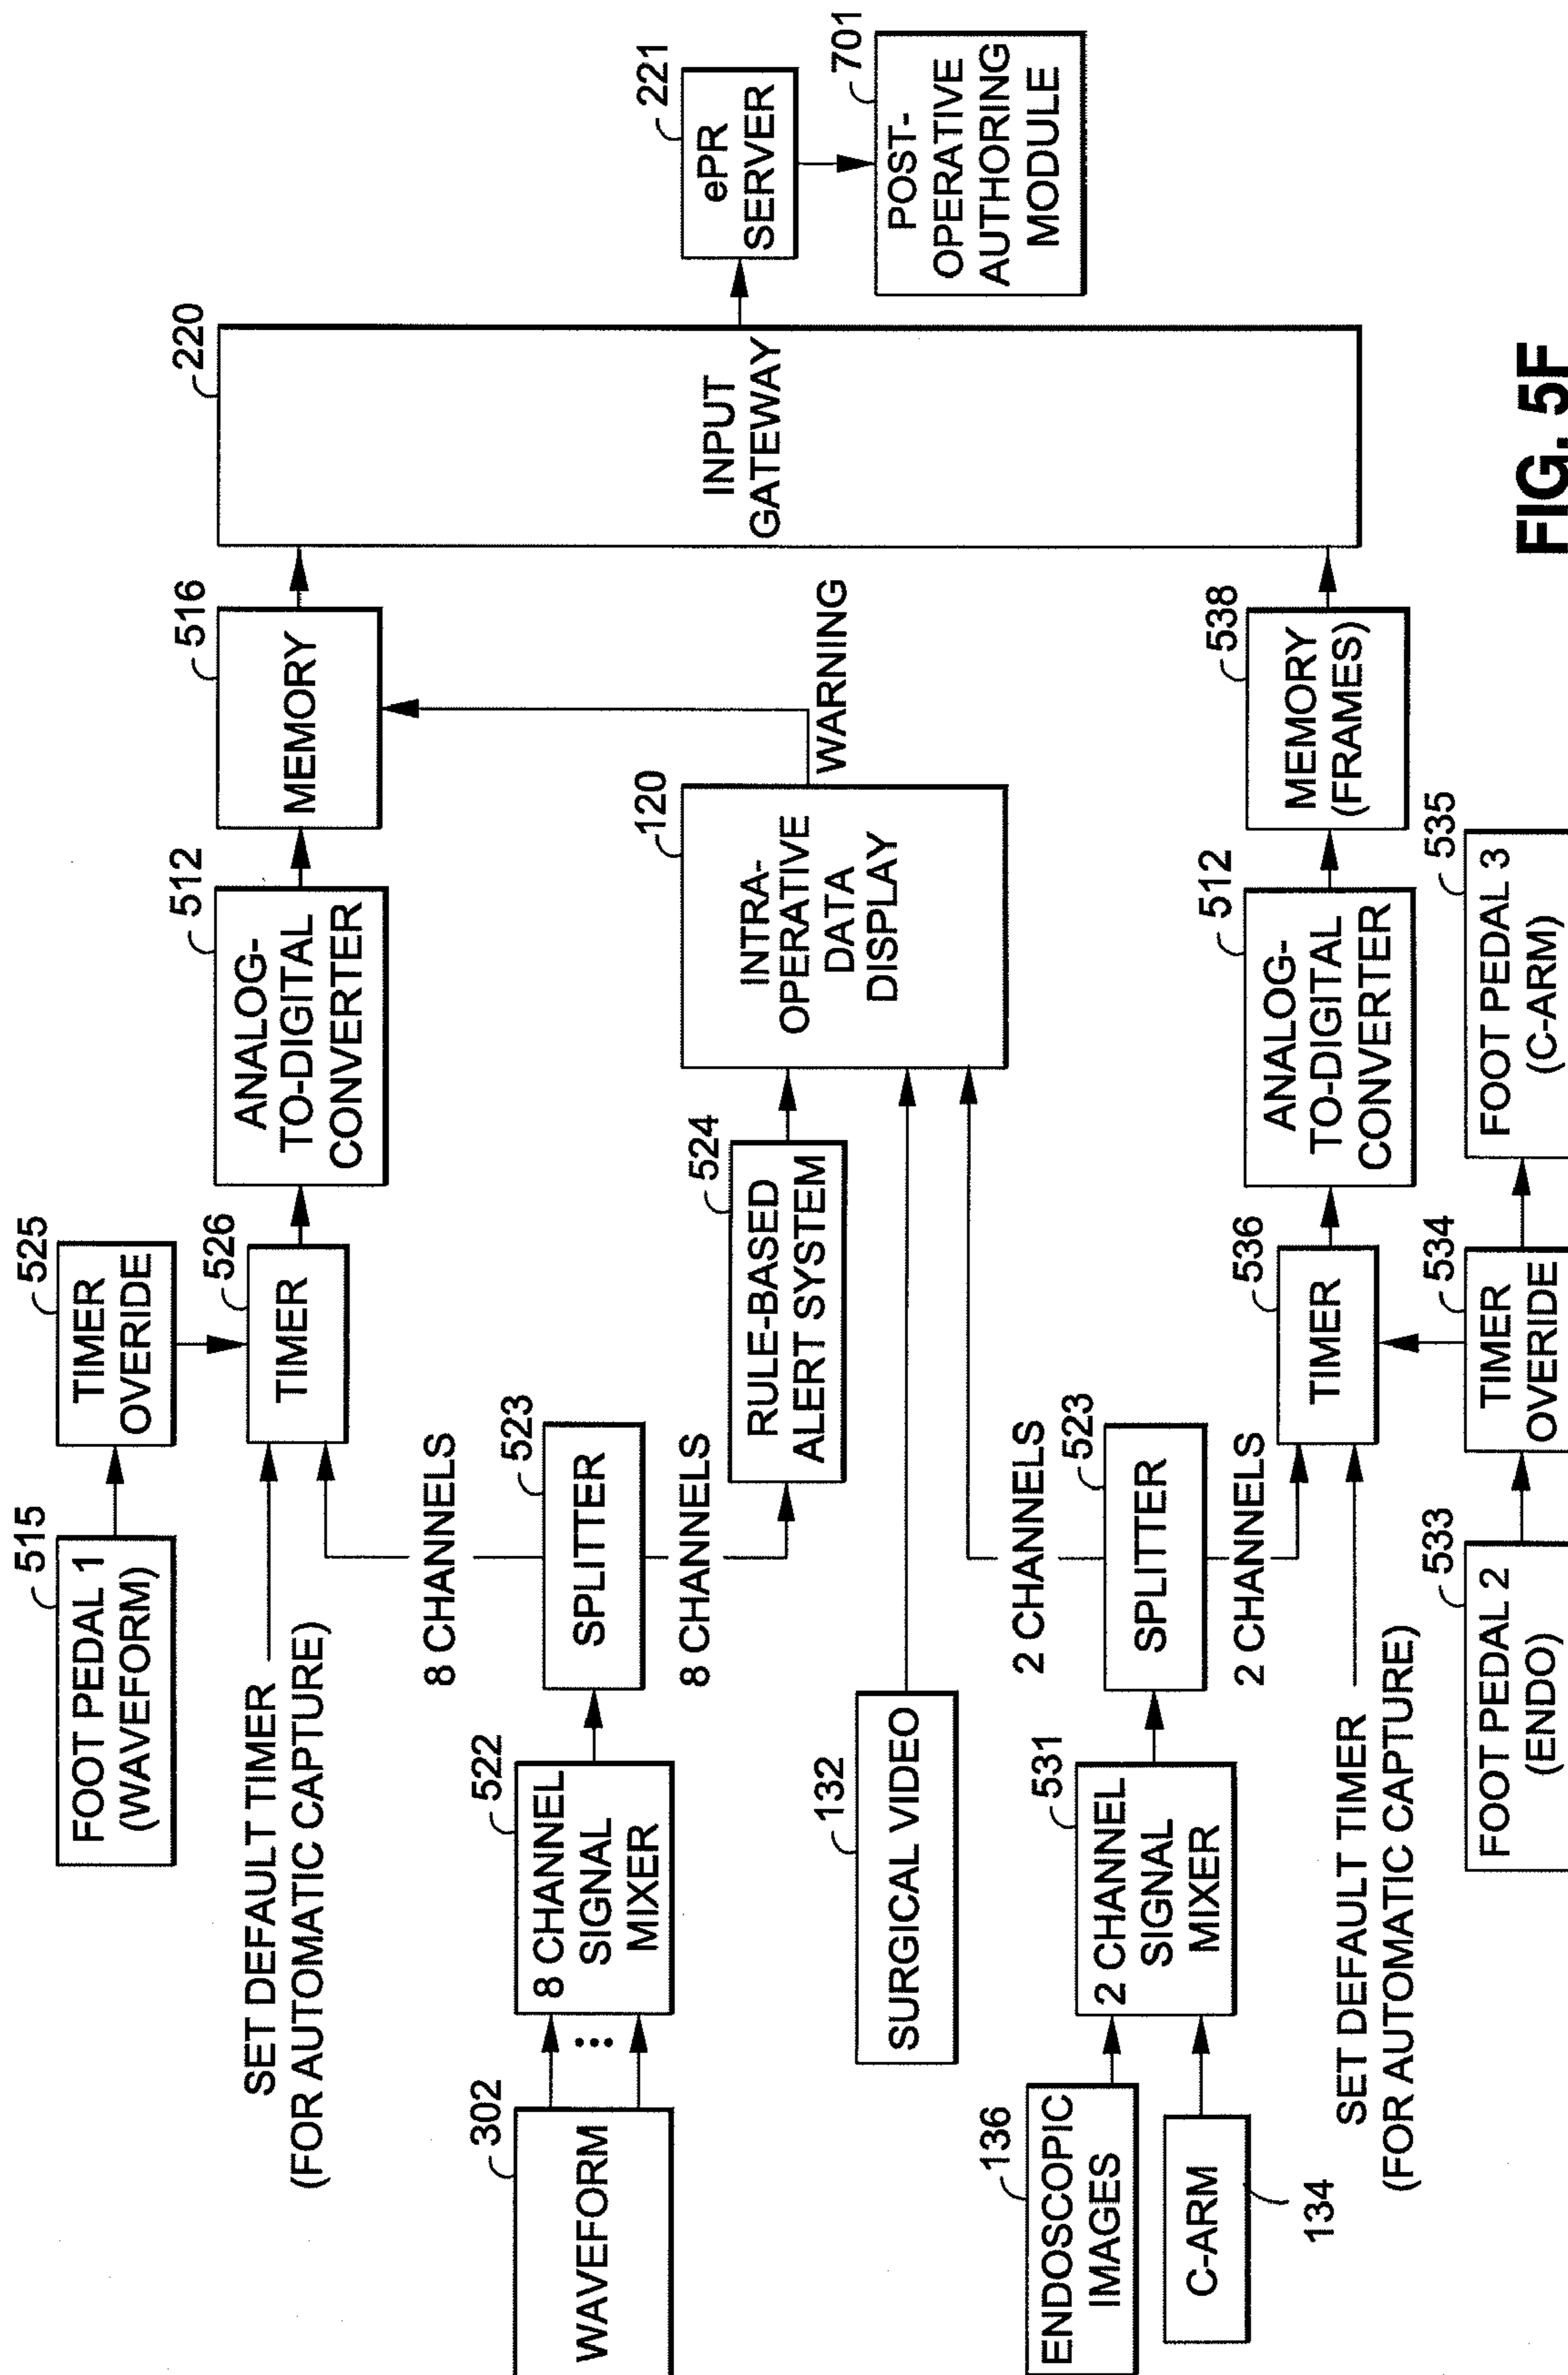 515
FOOT PEDAL 1
(WAVEFORM)
525
TIMER
OVERIDE
SET DEFAULT TIMER
(FOR AUTOMATIC CAPTURE)
526
TIMER
512
ANALOG-
TO-DIGITAL
CONVERTER
516
MEMORY
220
INPUT
GATEWAY
221
ePR
SERVER
701
POST-
OPERATIVE
AUTHORING
MODULE
8 CHANNELS
302
WAVEFORM
522
8 CHANNEL
SIGNAL
MIXER
523
SPLITTER
8 CHANNELS
524
RULE-BASED
ALERT SYSTEM
120
INTRA-
OPERATIVE
DATA
DISPLAY
WARNING
132
SURGICAL VIDEO
2 CHANNELS
136
ENDOSCOPIC
IMAGES
C-ARM
134
531
2 CHANNEL
SIGNAL
MIXER
523
SPLITTER
2 CHANNELS
536
TIMER
512
ANALOG-
TO-DIGITAL
CONVERTER
538
MEMORY
(FRAMES)
SET DEFAULT TIMER
(FOR AUTOMATIC CAPTURE)
533
FOOT PEDAL 2
(ENDO)
534
TIMER
OVERIDE
535
FOOT PEDAL 3
(C-ARM)
FIG. 5F